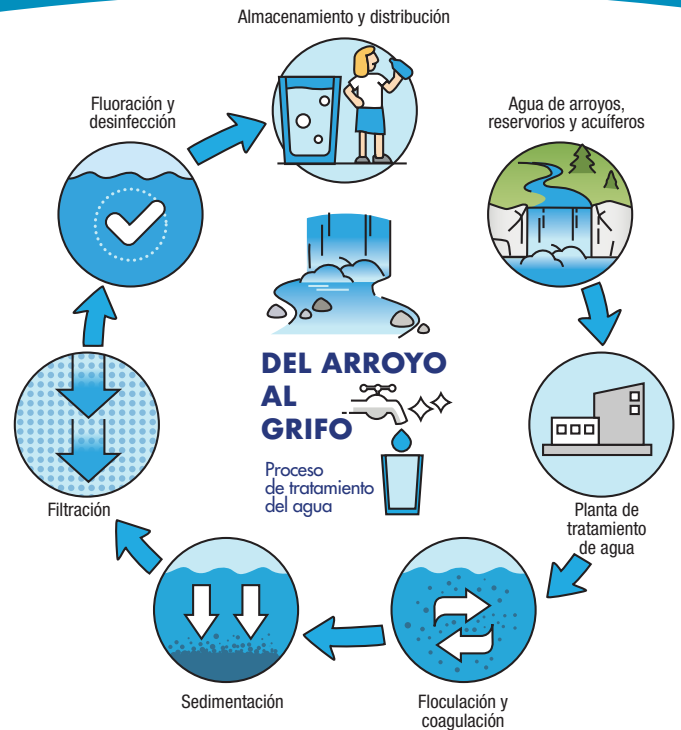 Almacenamiento y distribución
Fluoración y
desinfección
Agua de arroyos,
reservorios y acuíferos
DEL ARROYO
AL
GRIFO
Proceso
de tratamiento
del agua
Planta de
tratamiento
de agua
Filtración
Sedimentación
Floculación y
coagulación